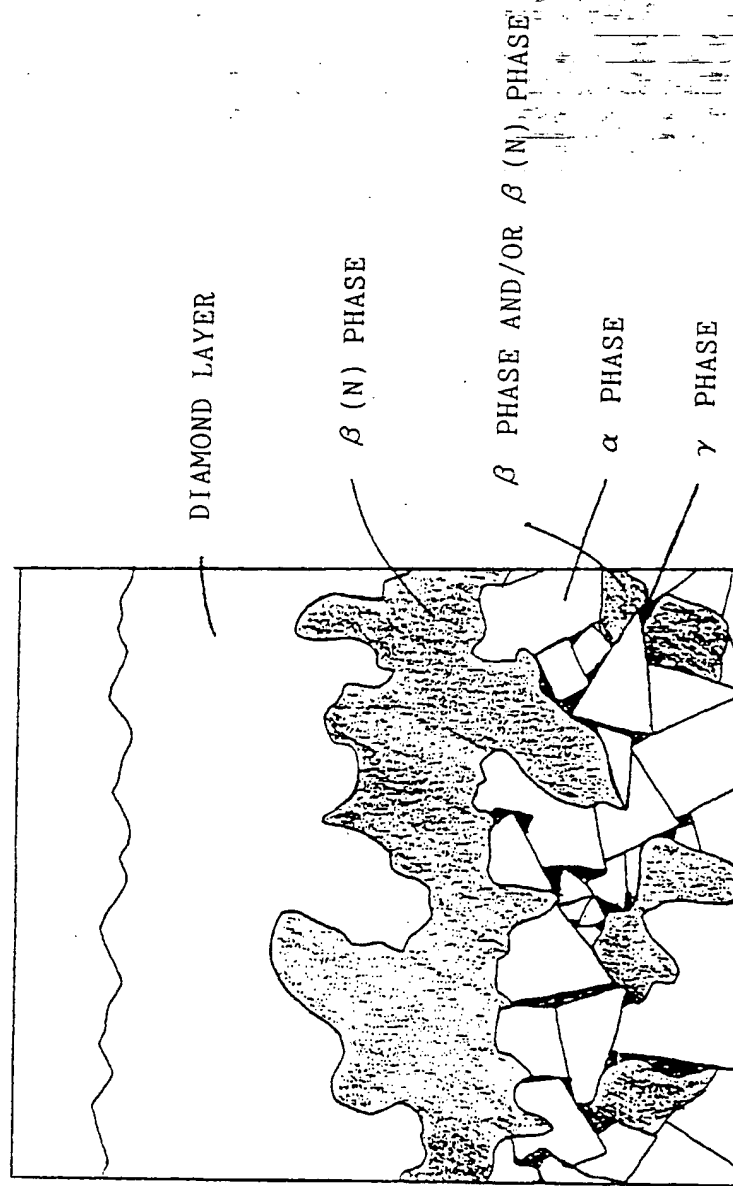 DIAMOND LAYER
β (N) PHASE
β PHASE AND/OR β (N) PHASE
α PHASE
γ PHASE